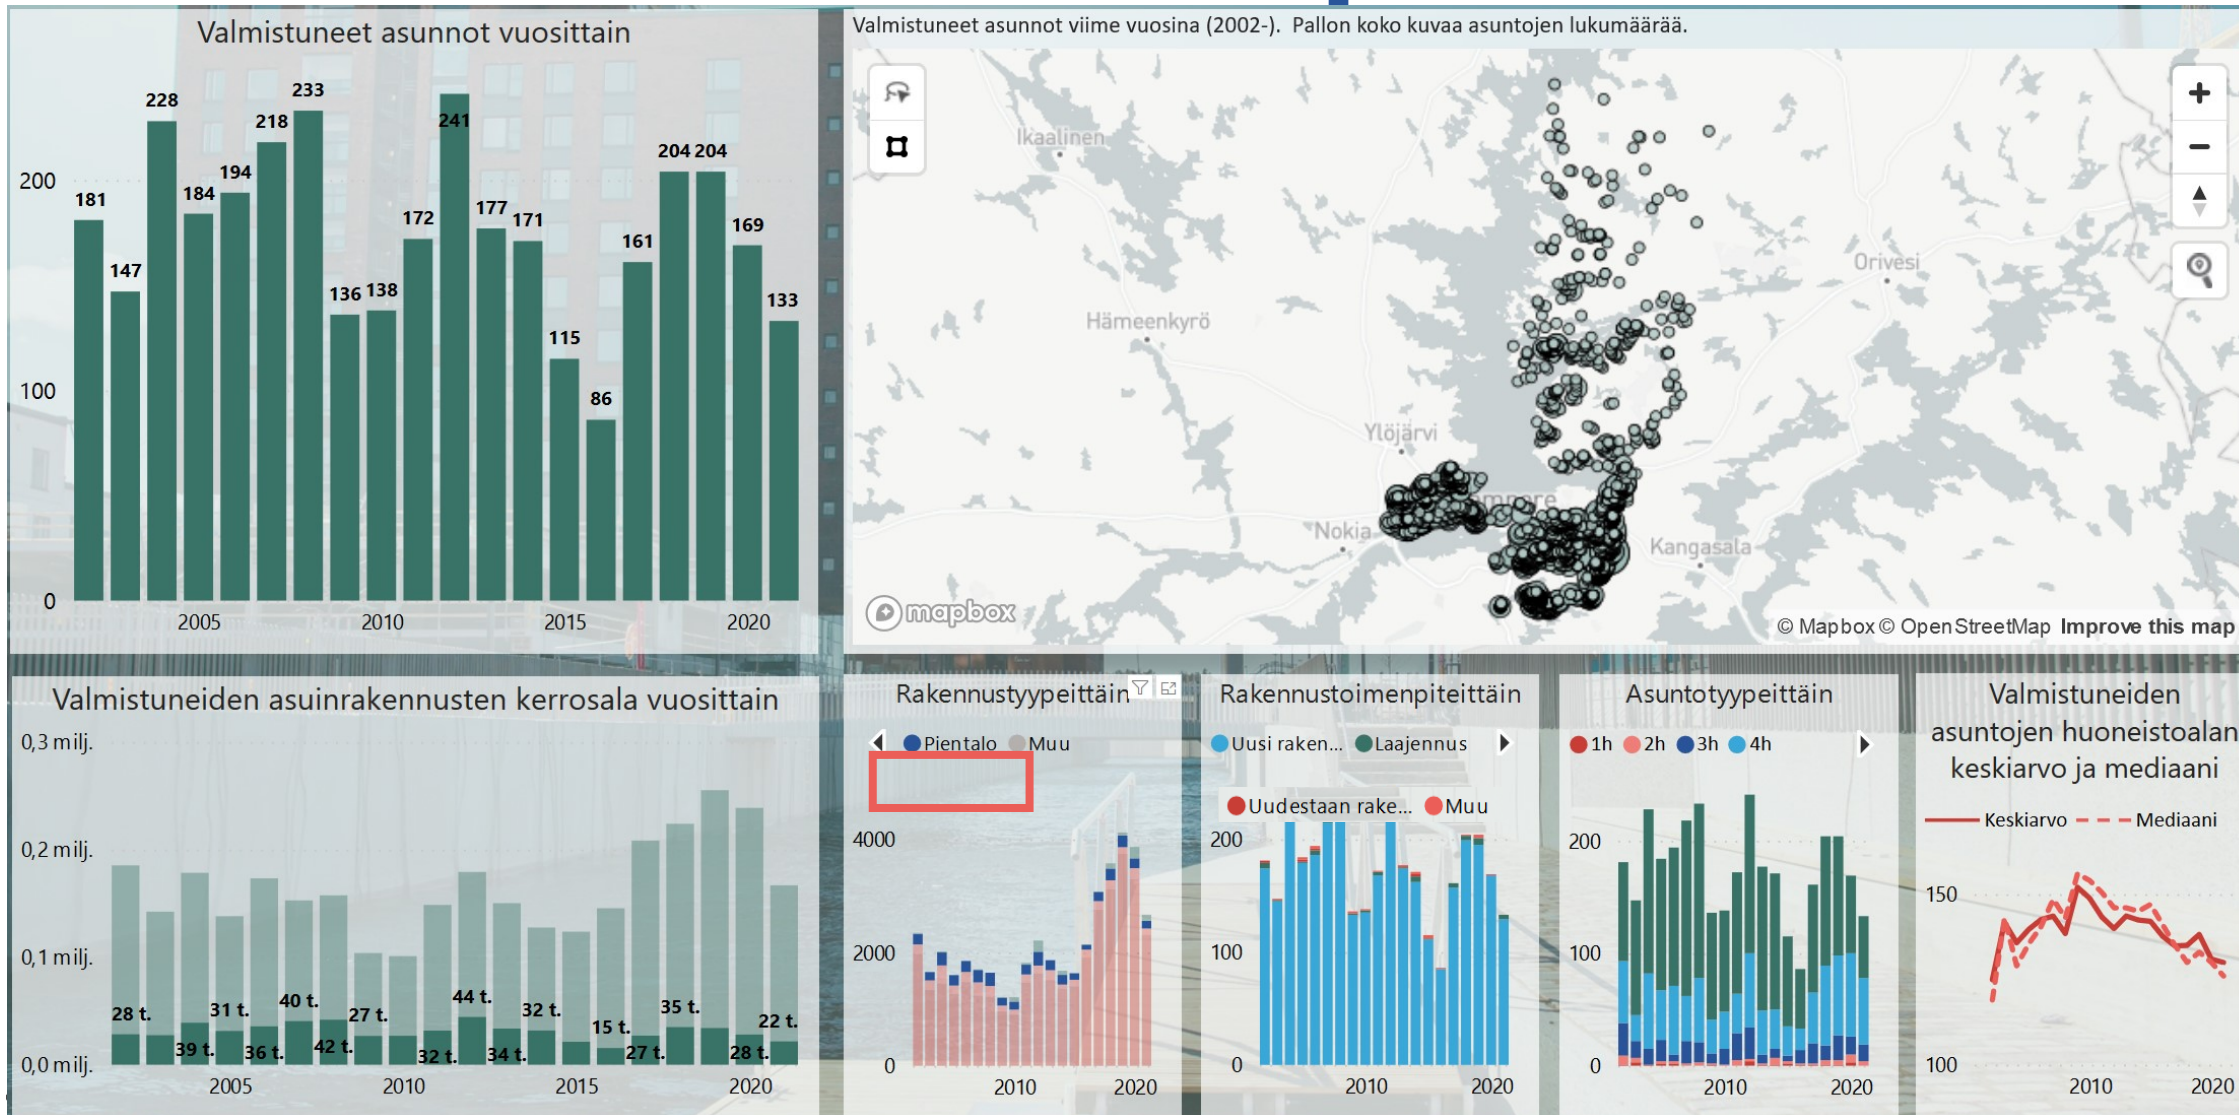 Valmistuneet asunnot vuosittain
228
233
241
218
204 204
200
181
184
194
177
171
172
169
161
147
136 138
133
115
100
86
0
2005 2010 2015 2020
Valmistuneet asunnot viime vuosina (2002-). Pallon koko kuvaa asuntojen lukumäärää.
Ikaalinen
Orivesi
Hämeenkyrö
Ylöjärvi
Nokia
Kangasala
mapbox
© Mapbox © OpenStreetMap Improve this map
Valmistuneiden asuinrakennusten kerrosala vuosittain
0,3 milj.
0,2 milj.
0,1 milj.
0,0 milj.
28 t. 31 t. 40 t. 27 t. 44 t. 32 t. 15 t. 35 t. 22 t.
39 t. 36 t. 42 t. 32 t. 34 t. 27 t. 28 t.
2005 2010 2015 2020
Rakennustyypeittäin
Pientalo Muu
4000
2000
0
2010 2020
Rakennustoimenpiteittäin
Uusi raken... Laajennus
Uudestaan rake... Muu
200
100
0
2010 2020
Asuntotyypeittäin
1h 2h 3h 4h
200
100
0
2010 2020
Valmistuneiden
asuntojen huoneistoalan
keskiarvo ja mediaani
Keskiarvo Mediaani
150
100
2010 2020